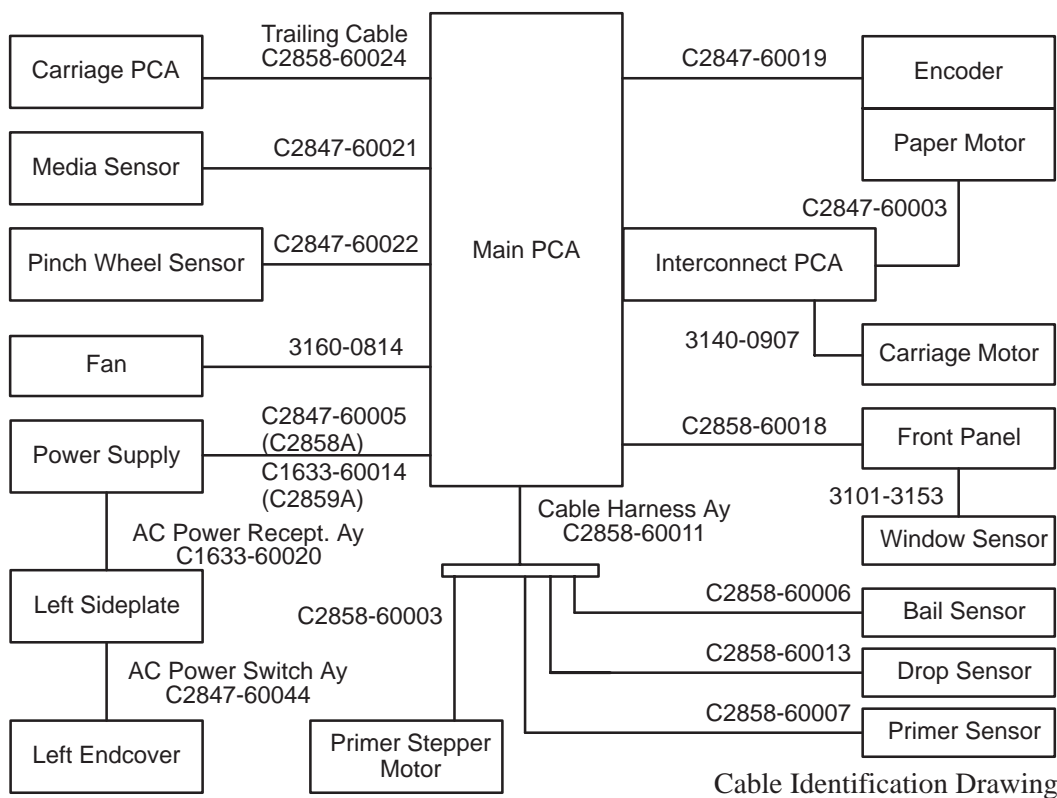 Trailing Cable
C2858-60024
Carriage PCA
C2847-60019
Encoder
Paper Motor
C2847-60021
Media Sensor
C2847-60003
C2847-60022
Pinch Wheel Sensor
Main PCA
Interconnect PCA
3160-0814
Fan
3140-0907
Carriage Motor
C2847-60005
(C2858A)
Power Supply
C1633-60014
(C2859A)
C2858-60018
Front Panel
3101-3153
Window Sensor
AC Power Recept. Ay
C1633-60020
Cable Harness Ay
C2858-60011
Left Sideplate
C2858-60003
C2858-60006
Bail Sensor
C2858-60013
Drop Sensor
C2858-60007
Primer Sensor
AC Power Switch Ay
C2847-60044
Left Endcover
Primer Stepper
Motor
Cable Identification Drawing